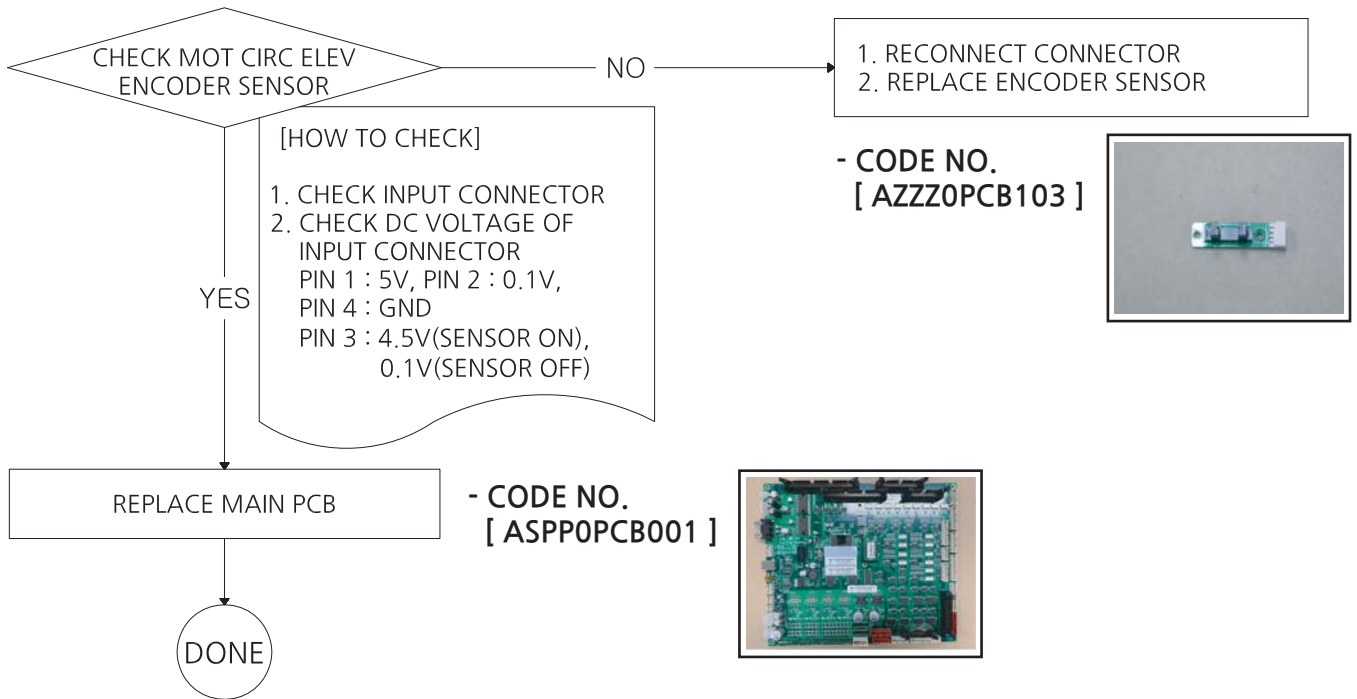 CHECK MOT CIRC ELEV
ENCODER SENSOR
NO
1. RECONNECT CONNECTOR
2. REPLACE ENCODER SENSOR
- CODE NO.
[ AZZZ0PCB103 ]
[HOW TO CHECK]
1. CHECK INPUT CONNECTOR
2. CHECK DC VOLTAGE OF
INPUT CONNECTOR
PIN 1 : 5V, PIN 2 : 0.1V,
PIN 4 : GND
PIN 3 : 4.5V(SENSOR ON),
0.1V(SENSOR OFF)
YES
REPLACE MAIN PCB
- CODE NO.
[ ASPP0PCB001 ]
DONE